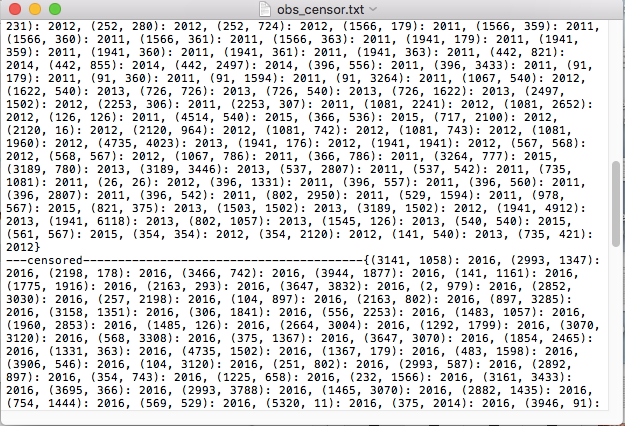 obs_censor.txt
231): 2012, (252, 280): 2012, (252, 724): 2012, (1566, 179): 2011, (1566, 359): 2011,
(1566, 360): 2011, (1566, 361): 2011, (1566, 363): 2011, (1941, 179): 2011, (1941,
359): 2011, (1941, 360): 2011, (1941, 361): 2011, (1941, 363): 2011, (442, 821):
2014, (442, 855): 2014, (442, 2497): 2014, (396, 556): 2011, (396, 3433): 2011, (91,
179): 2011, (91, 360): 2011, (91, 1594): 2011, (91, 3264): 2011, (1067, 540): 2012,
(1622, 540): 2013, (726, 726): 2013, (726, 540): 2013, (726, 1622): 2013, (2497,
1502): 2012, (2253, 306): 2011, (2253, 307): 2011, (1081, 2241): 2012, (1081, 2652):
2012, (126, 126): 2011, (4514, 540): 2015, (366, 536): 2015, (717, 2100): 2012,
(2120, 16): 2012, (2120, 964): 2012, (1081, 742): 2012, (1081, 743): 2012, (1081,
1960): 2012, (4735, 4023): 2013, (1941, 176): 2012, (1941, 1941): 2012, (567, 568):
2012, (568, 567): 2012, (1067, 786): 2011, (366, 786): 2011, (3264, 777): 2015,
(3189, 780): 2013, (3189, 3446): 2013, (537, 2807): 2011, (537, 542): 2011, (735,
1081): 2011, (26, 26): 2012, (396, 1331): 2011, (396, 557): 2011, (396, 560): 2011,
(396, 2807): 2011, (396, 542): 2011, (802, 2950): 2011, (529, 1594): 2011, (978,
567): 2015, (821, 375): 2013, (1503, 1502): 2013, (3189, 1502): 2012, (1941, 4912):
2013, (1941, 6118): 2013, (802, 1057): 2013, (1545, 126): 2013, (540, 540): 2015,
(561, 567): 2015, (354, 354): 2012, (354, 2120): 2012, (141, 540): 2013, (735, 421):
2012}
---censored------------------------------------------{(3141, 1058): 2016, (2993, 1347):
2016, (2198, 178): 2016, (3466, 742): 2016, (3944, 1877): 2016, (141, 1161): 2016,
(1775, 1916): 2016, (2163, 293): 2016, (3647, 3832): 2016, (2, 979): 2016, (2852,
3030): 2016, (257, 2198): 2016, (104, 897): 2016, (2163, 802): 2016, (897, 3285):
2016, (3158, 1351): 2016, (306, 1841): 2016, (556, 2253): 2016, (1483, 1057): 2016,
(1960, 2853): 2016, (1485, 126): 2016, (2664, 3004): 2016, (1292, 1799): 2016, (3070,
3120): 2016, (568, 3308): 2016, (375, 1367): 2016, (3647, 3070): 2016, (1854, 2465):
2016, (1331, 363): 2016, (4735, 1502): 2016, (1367, 179): 2016, (483, 1598): 2016,
(3906, 546): 2016, (104, 3120): 2016, (251, 802): 2016, (2993, 587): 2016, (2892,
897): 2016, (354, 743): 2016, (1225, 658): 2016, (232, 1566): 2016, (3161, 3433):
2016, (3695, 366): 2016, (2993, 3788): 2016, (1465, 3070): 2016, (2882, 1435): 2016,
(754, 1444): 2016, (569, 529): 2016, (5320, 11): 2016, (375, 2014): 2016, (3946, 91):